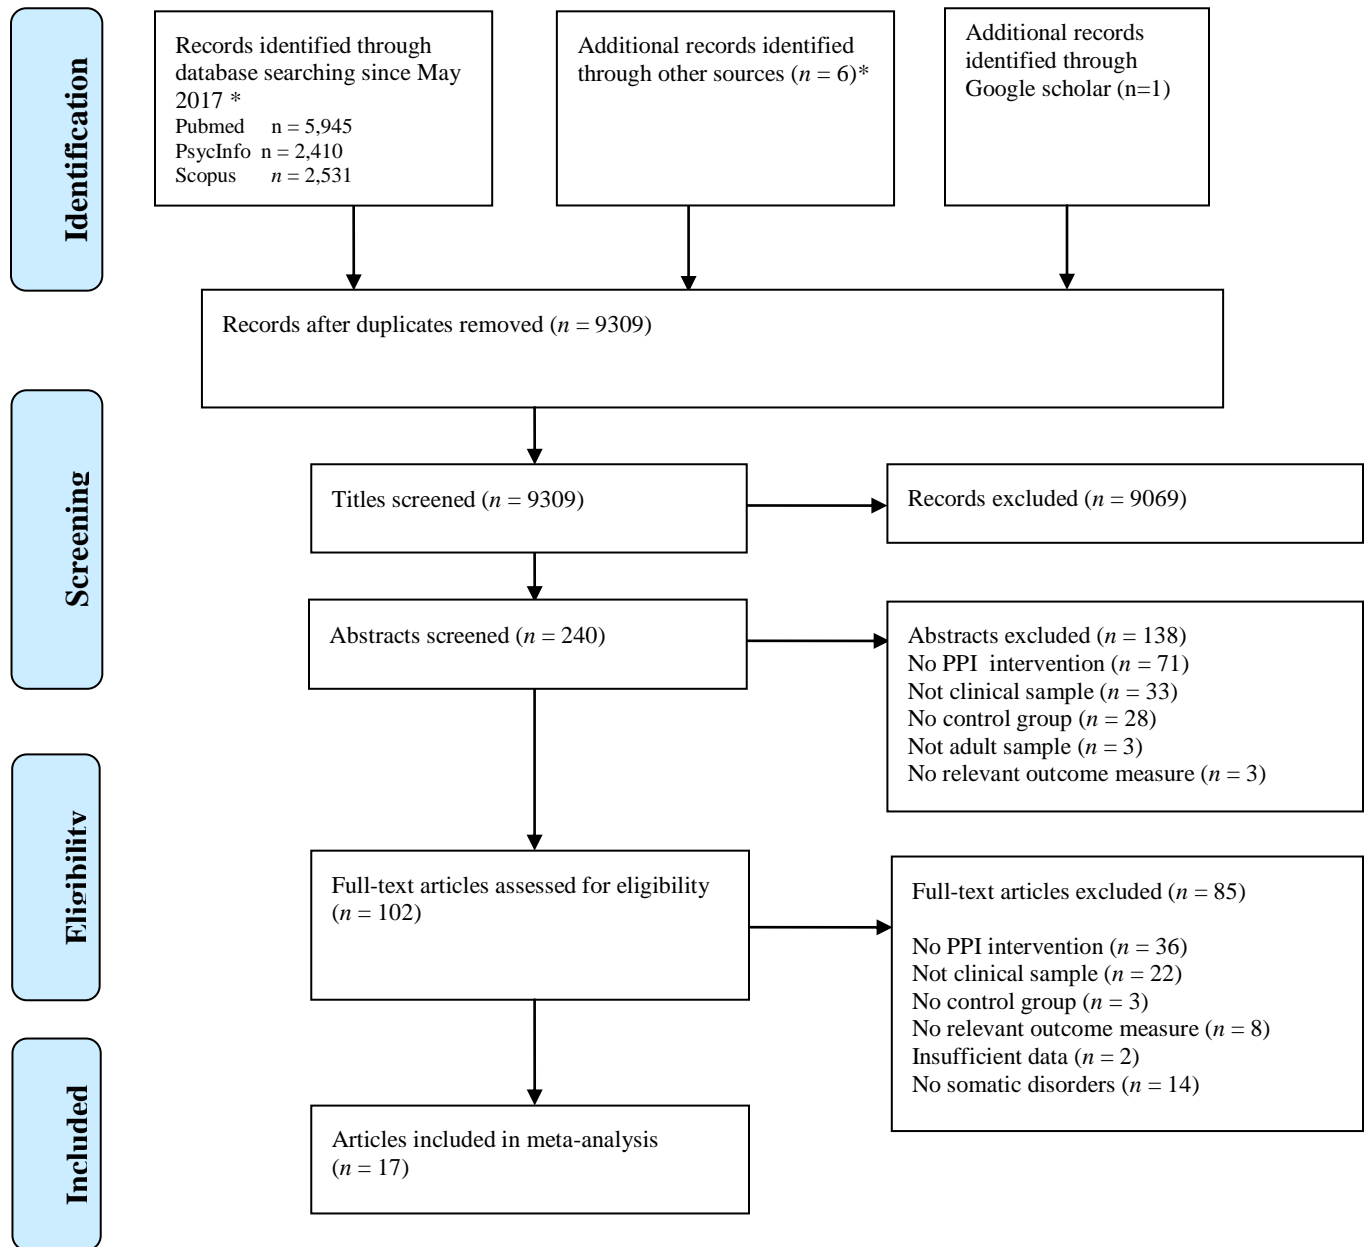 Identification
Records identified through
database searching since May
2017 *
Pubmed n = 5,945
PsycInfo n = 2,410
Scopus n = 2,531
Additional records identified
through other sources (n = 6)*
Additional records
identified through
Google scholar (n=1)
Records after duplicates removed (n = 9309)
Screening
Titles screened (n = 9309)
Records excluded (n = 9069)
Abstracts screened (n = 240)
Abstracts excluded (n = 138)
No PPI intervention (n = 71)
Not clinical sample (n = 33)
No control group (n = 28)
Not adult sample (n = 3)
No relevant outcome measure (n = 3)
Eligibility
Full-text articles assessed for eligibility
(n = 102)
Full-text articles excluded (n = 85)
No PPI intervention (n = 36)
Not clinical sample (n = 22)
No control group (n = 3)
No relevant outcome measure (n = 8)
Insufficient data (n = 2)
No somatic disorders (n = 14)
Included
Articles included in meta-analysis
(n = 17)